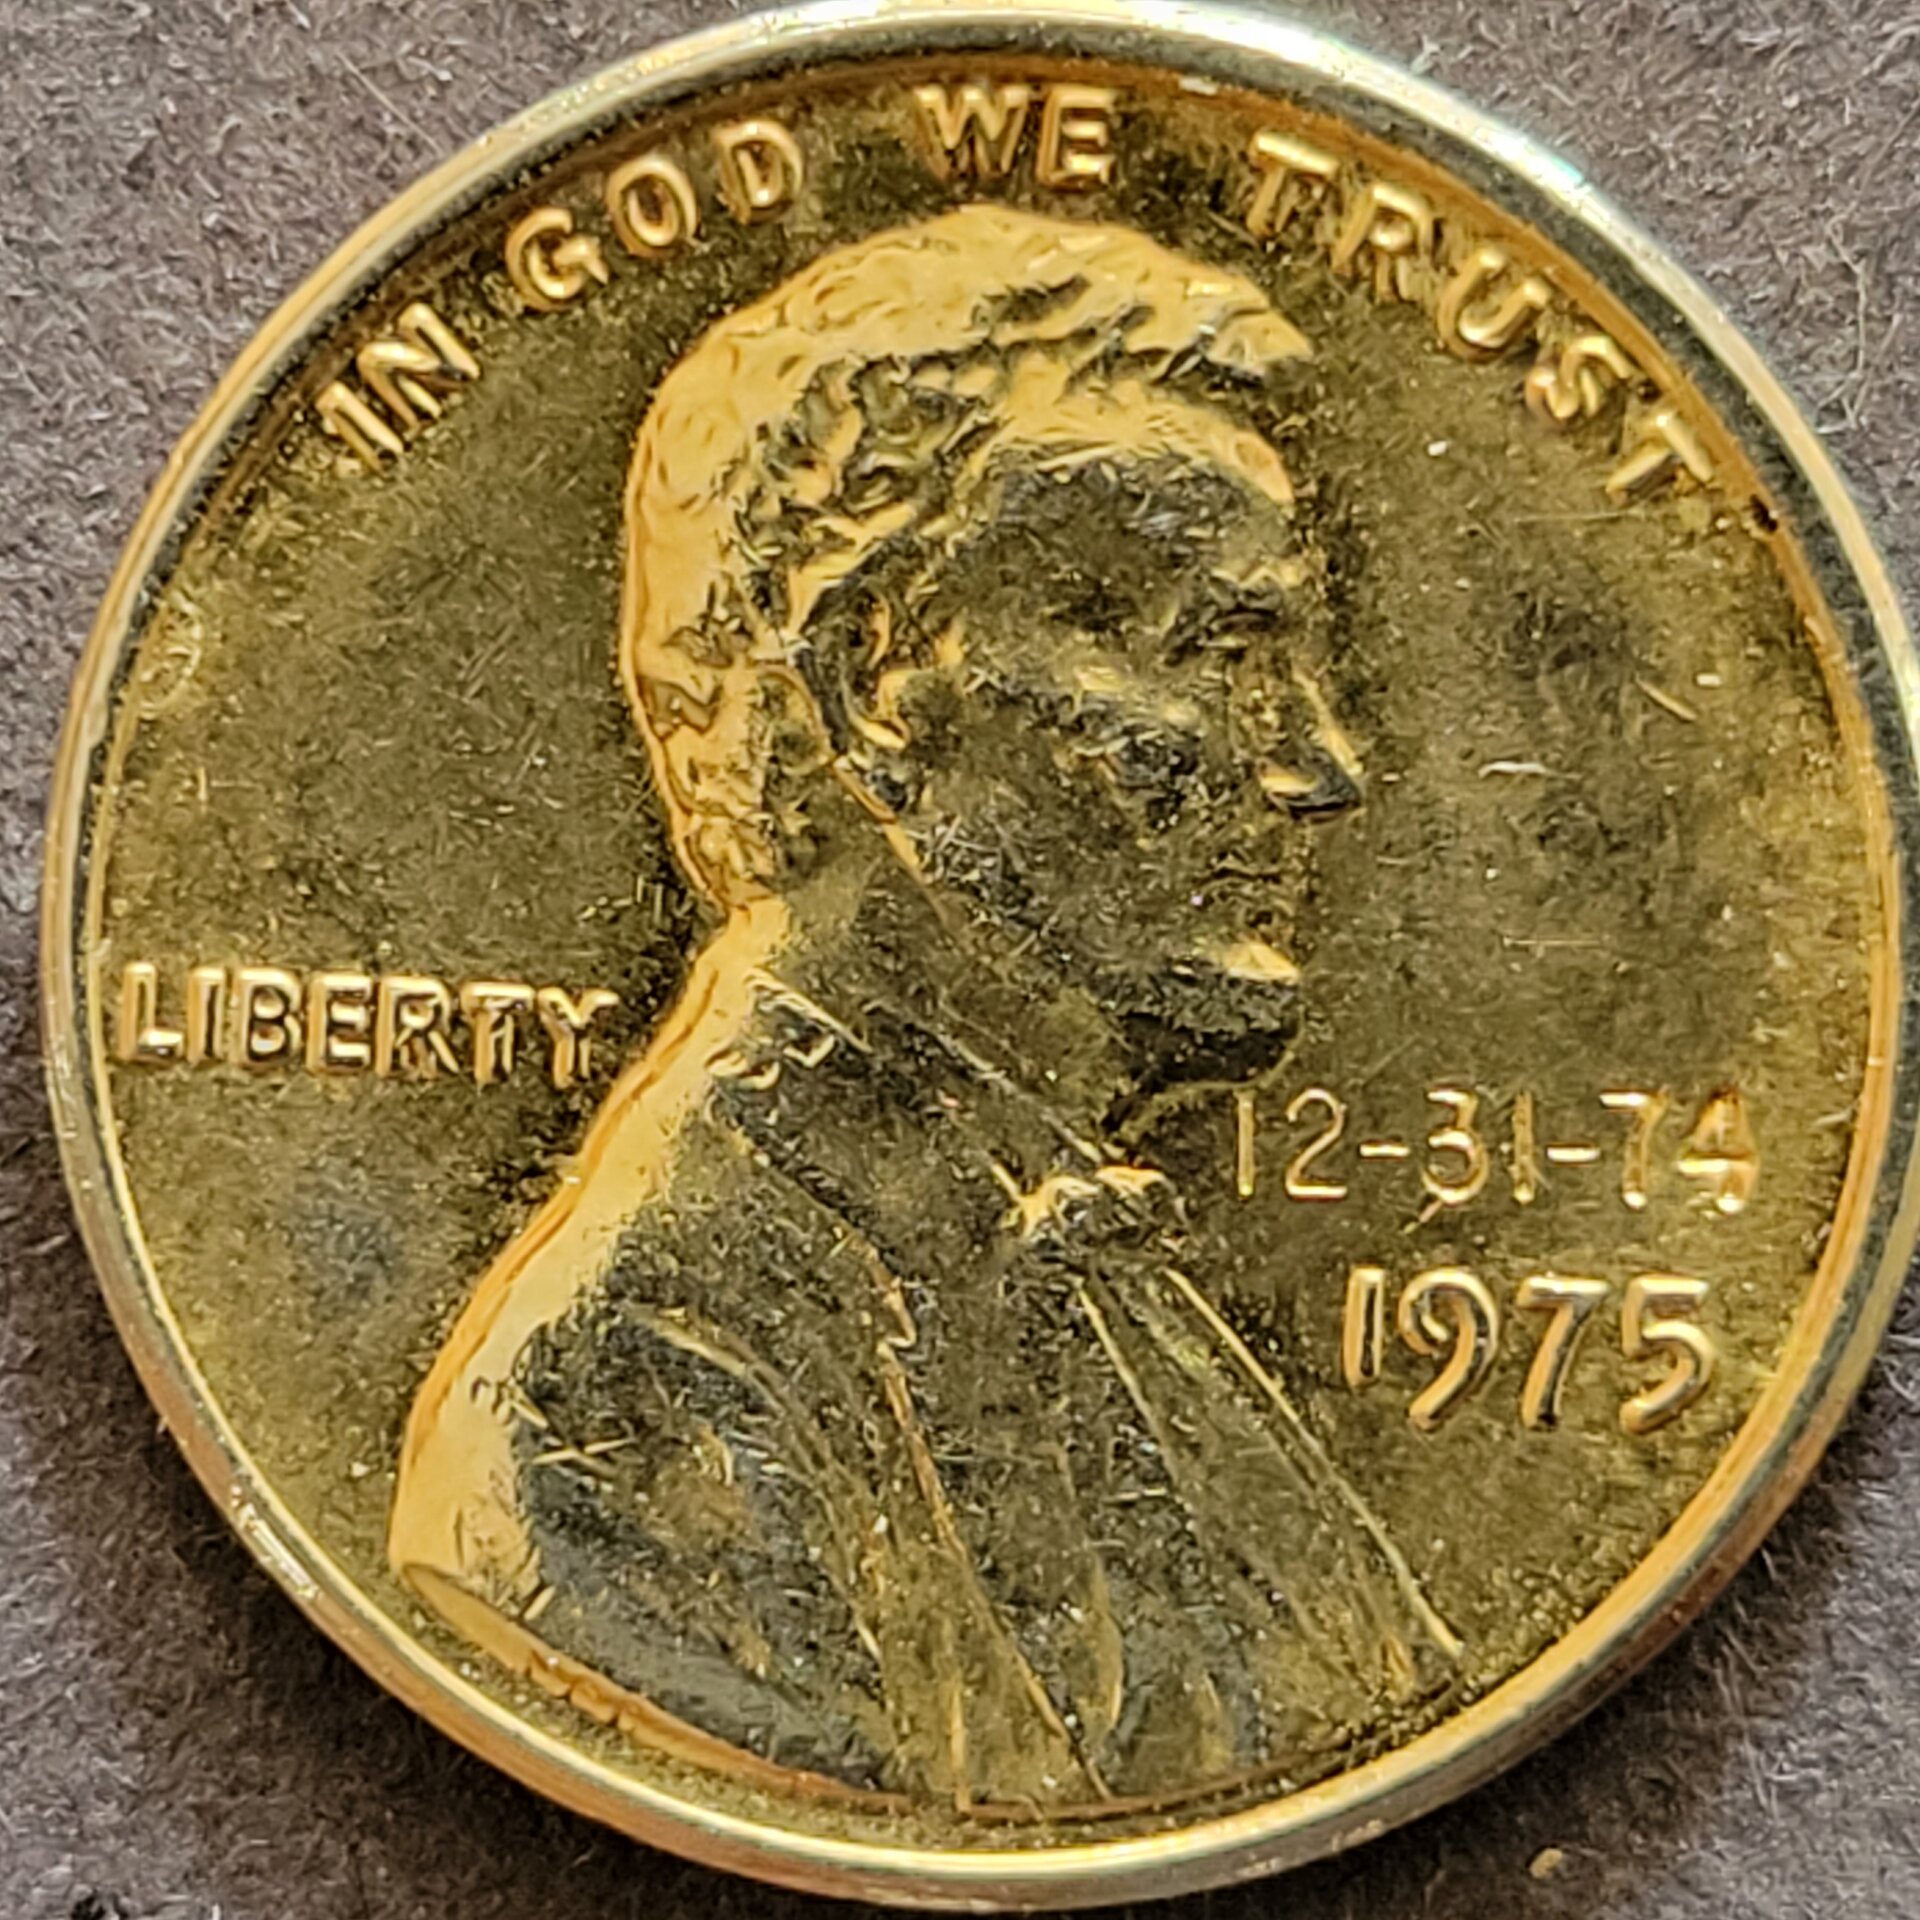 IN GOD WE TRUST
LIBERTY
12-31-74
1975